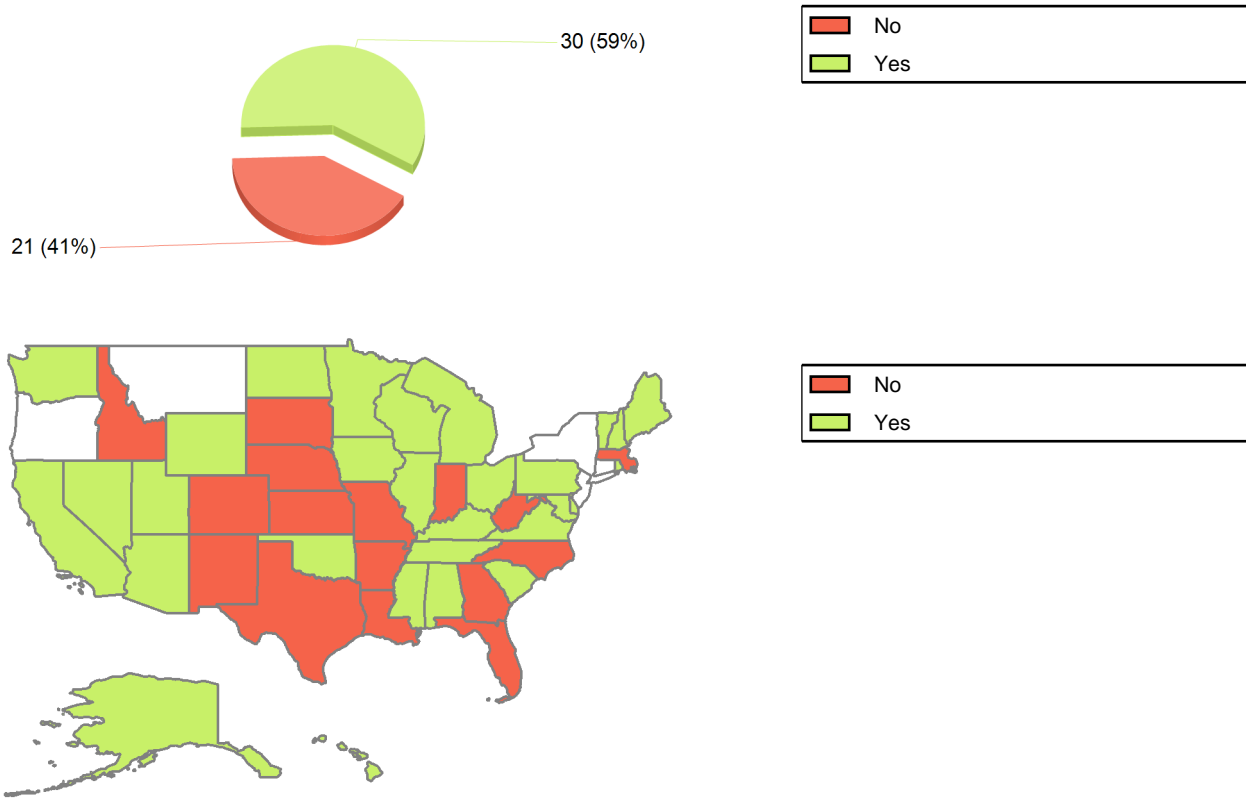 30 (59%)
21 (41%)
No
Yes
No
Yes